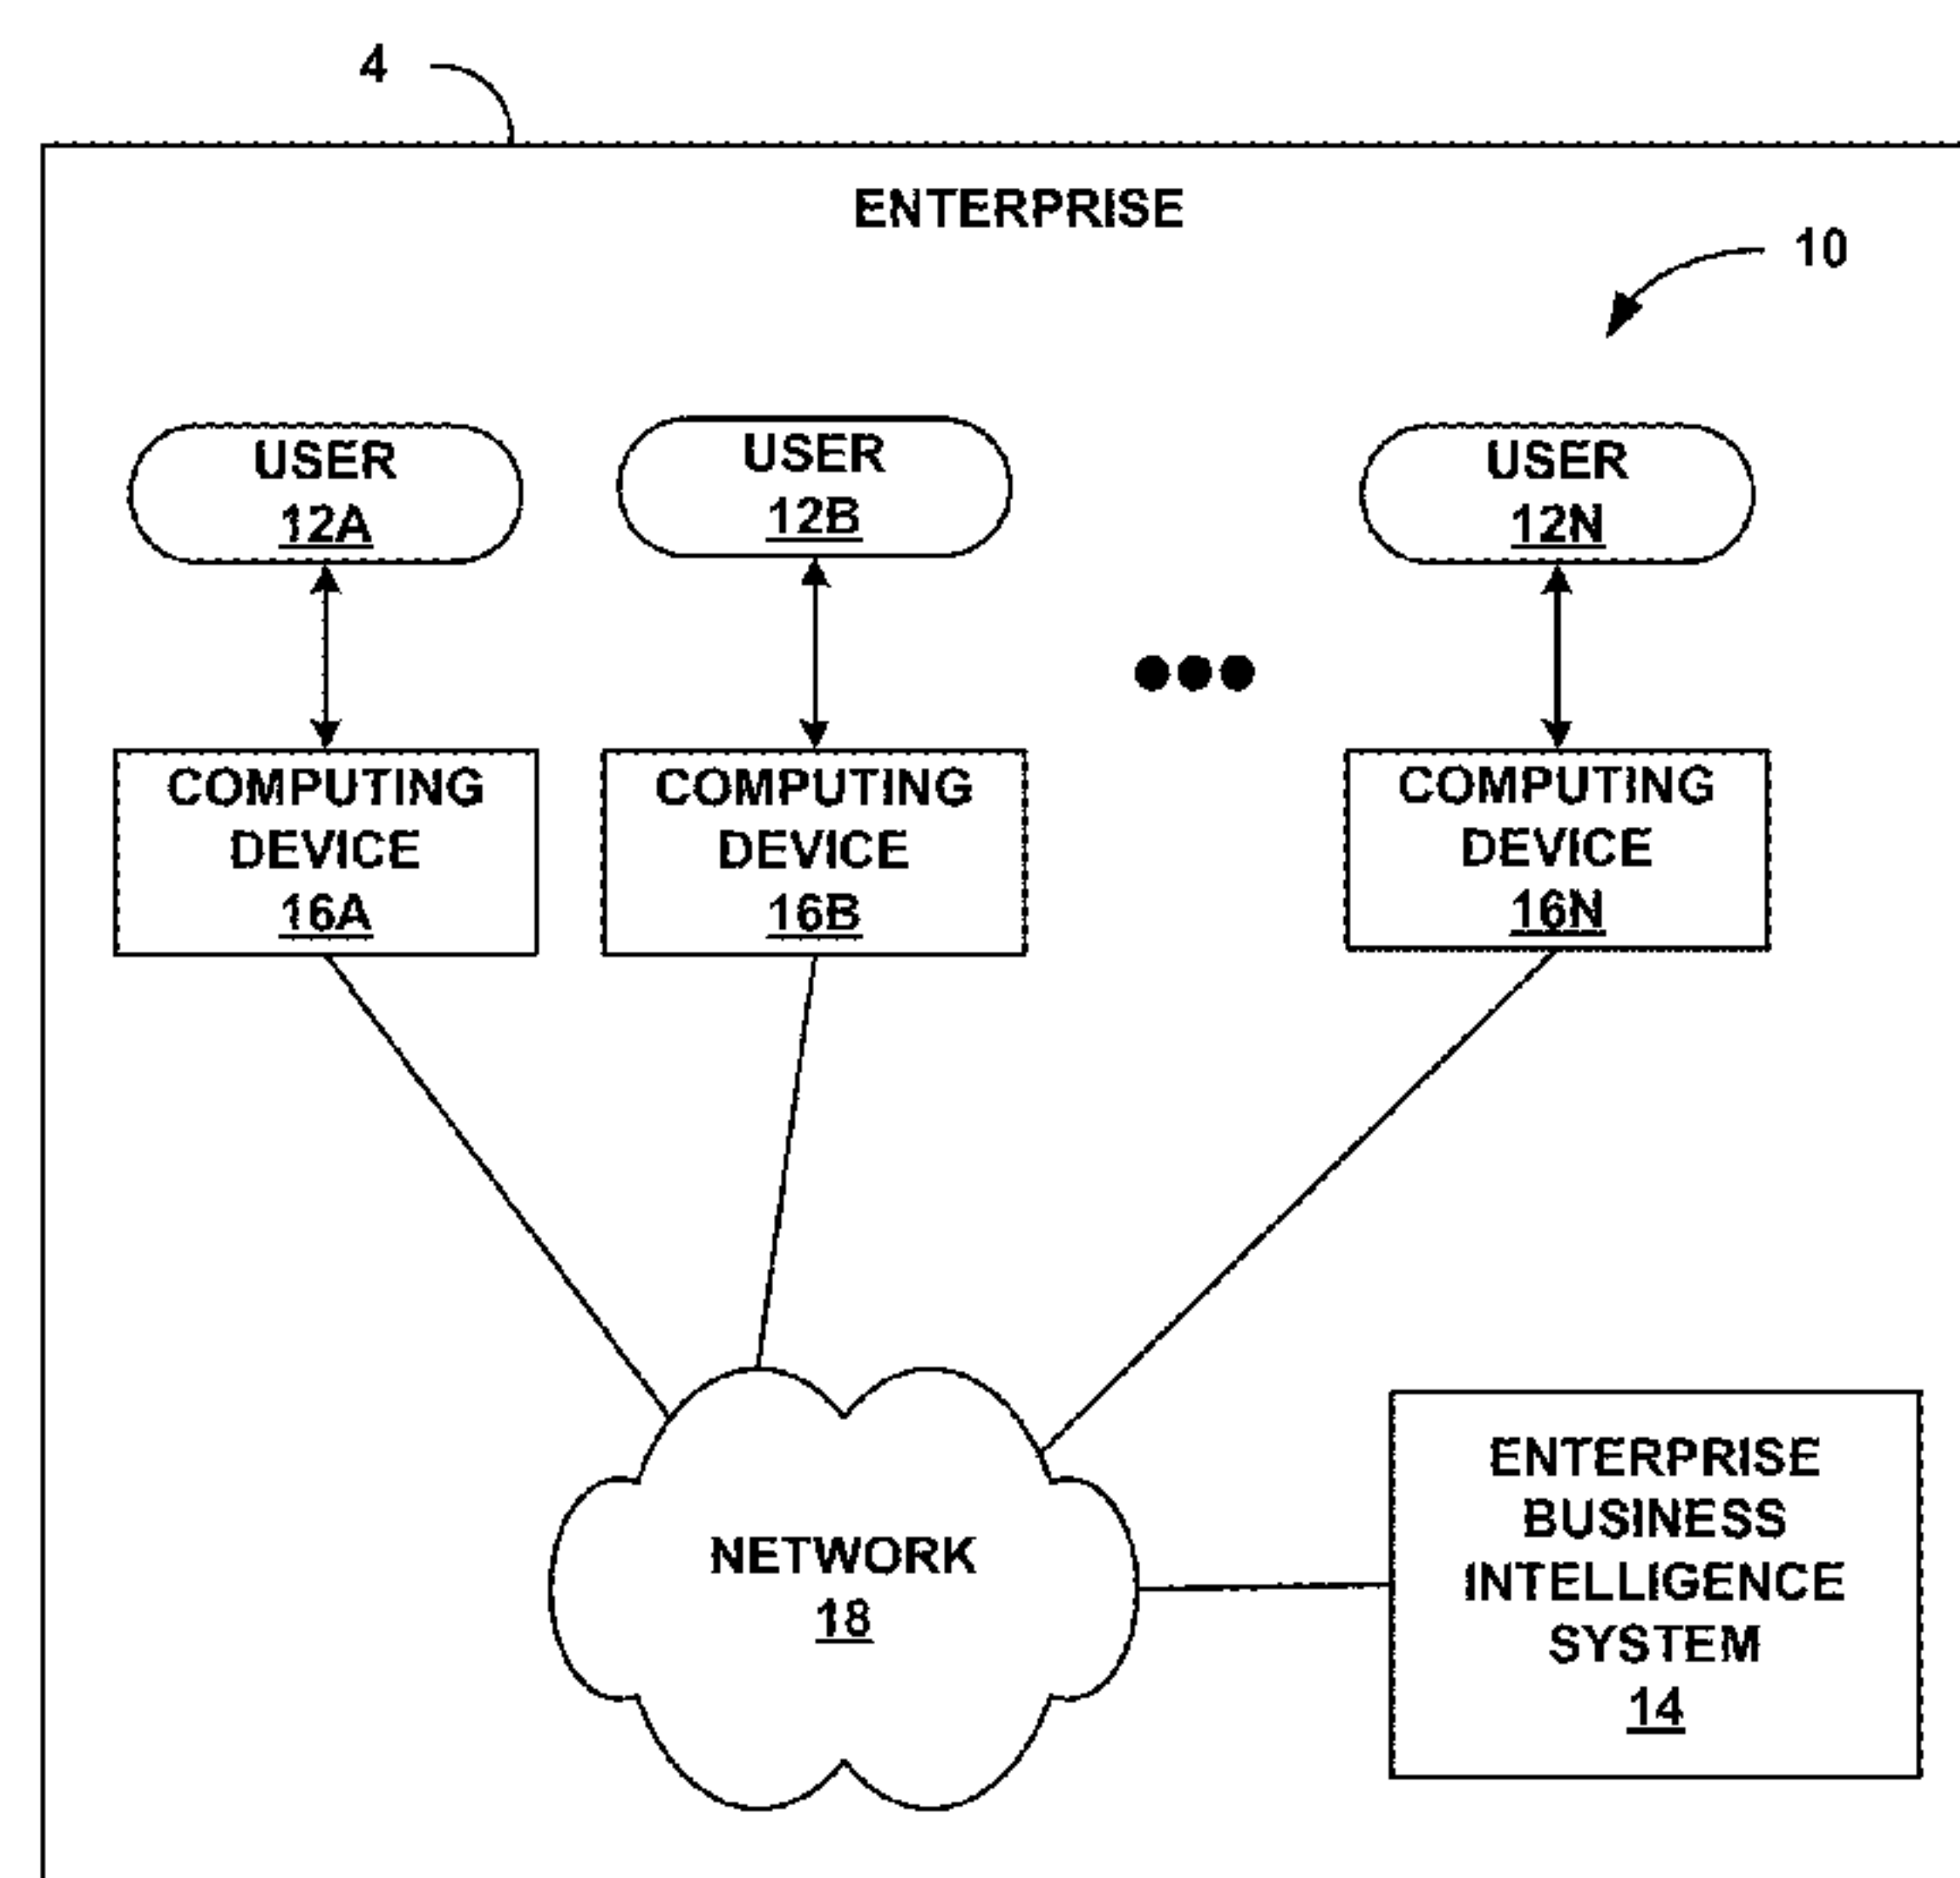 4
ENTERPRISE
10
USER
12A
USER
12B
USER
12N
COMPUTING
DEVICE
16A
COMPUTING
DEVICE
16B
COMPUTING
DEVICE
16N
NETWORK
18
ENTERPRISE
BUSINESS
INTELLIGENCE
SYSTEM
14